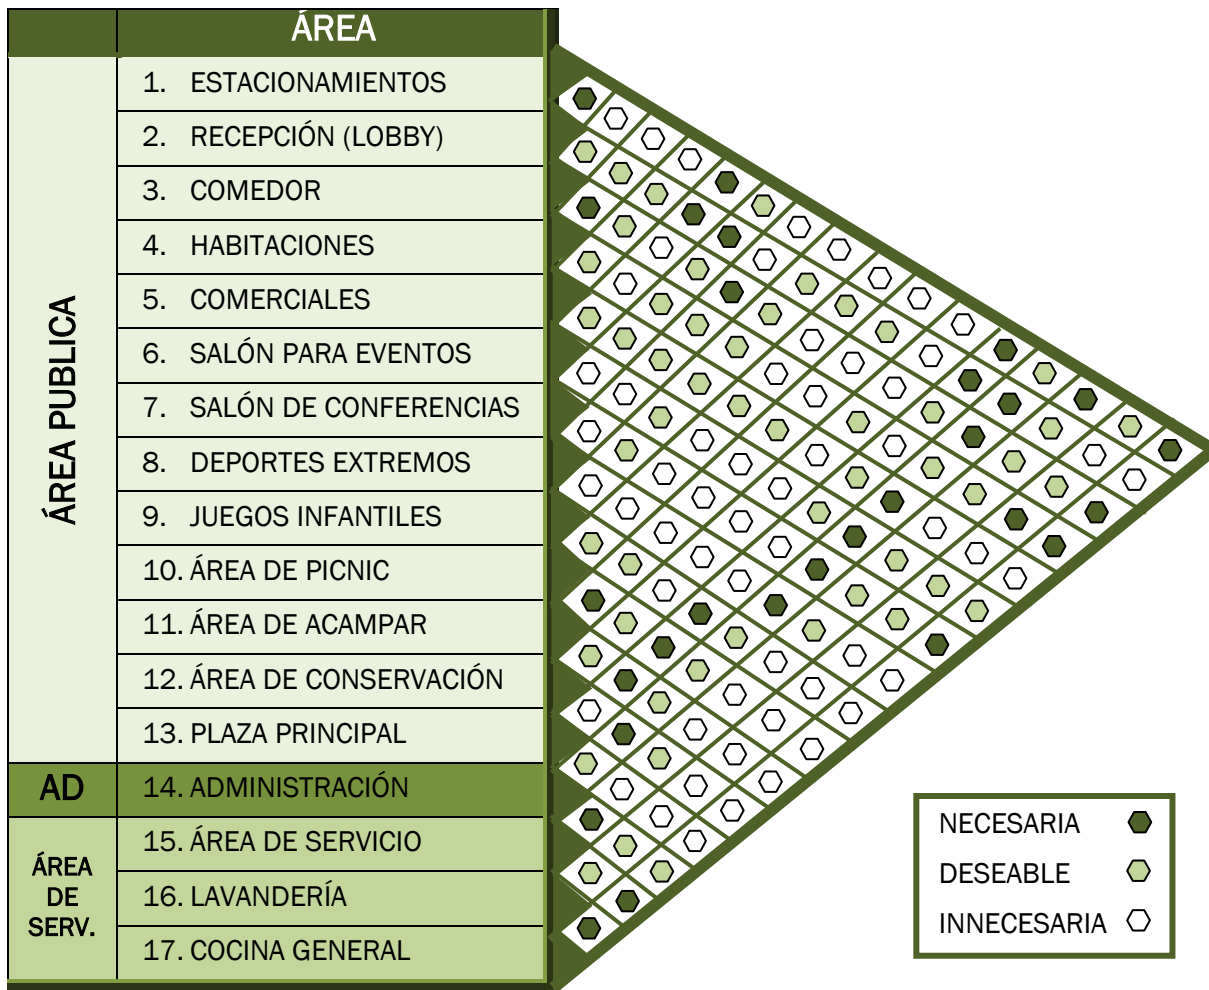 ÁREA
ÁREA PUBLICA
1. ESTACIONAMIENTOS
2. RECEPCIÓN (LOBBY)
3. COMEDOR
4. HABITACIONES
5. COMERCIALES
6. SALÓN PARA EVENTOS
7. SALÓN DE CONFERENCIAS
8. DEPORTES EXTREMOS
9. JUEGOS INFANTILES
10. ÁREA DE PICNIC
11. ÁREA DE ACAMPAR
12. ÁREA DE CONSERVACIÓN
13. PLAZA PRINCIPAL
AD
14. ADMINISTRACIÓN
ÁREA
DE
SERV.
15. ÁREA DE SERVICIO
16. LAVANDERÍA
17. COCINA GENERAL
NECESARIA
DESEABLE
INNECESARIA